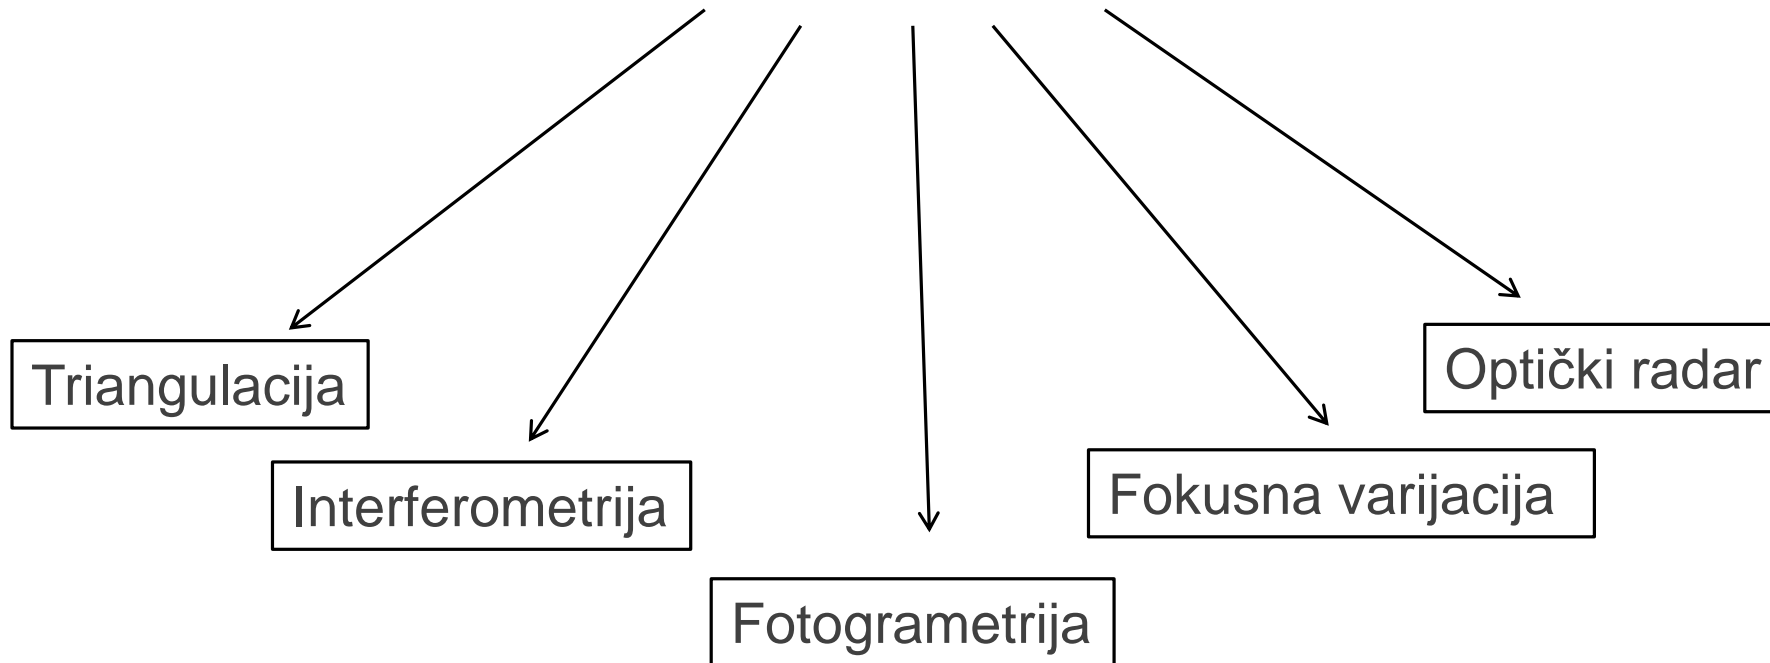 Triangulacija
Interferometrija
Fotogrametrija
Fokusna varijacija
Optički radar